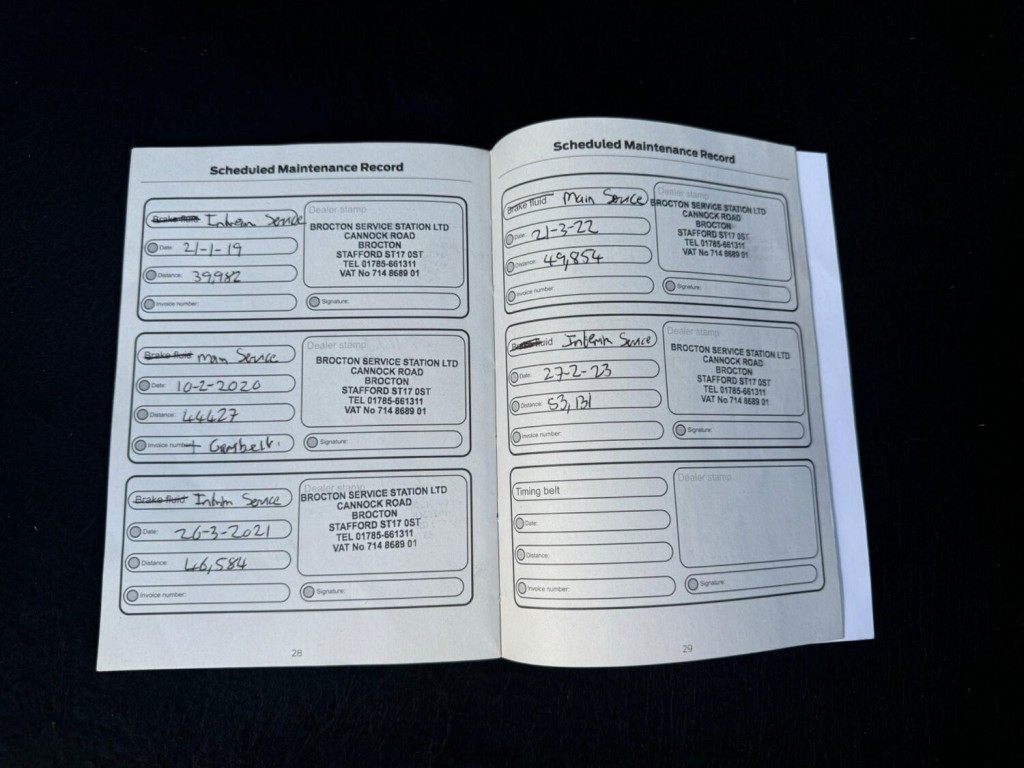 Scheduled Maintenance Record
Brake fluid Interim Service
Dealer stamp
BROCTON SERVICE STATION LTD
CANNOCK ROAD
BROCTON
STAFFORD ST17 0ST
TEL 01785-661311
VAT No 714 8689 01
Date: 21-1-19
Distance: 39,982
Invoice number:
Signature:
Brake fluid Main Service
Dealer stamp
BROCTON SERVICE STATION LTD
CANNOCK ROAD
BROCTON
STAFFORD ST17 0ST
TEL 01785-661311
VAT No 714 8689 01
Date: 10-2-2020
Distance: 44427
Invoice number: +
Signature:
Brake fluid Interim Service
Dealer stamp
BROCTON SERVICE STATION LTD
CANNOCK ROAD
BROCTON
STAFFORD ST17 0ST
TEL 01785-661311
VAT No 714 8689 01
Date: 26-3-2021
Distance: 46,584
Invoice number:
Signature:
28
Scheduled Maintenance Record
Brake fluid Main Service
Dealer stamp
BROCTON SERVICE STATION LTD
CANNOCK ROAD
BROCTON
STAFFORD ST17 0ST
TEL 01785-661311
VAT No 714 8689 01
Date: 21-3-22
Distance: 49,854
Invoice number:
Signature:
Brake fluid Interim Service
Dealer stamp
BROCTON SERVICE STATION LTD
CANNOCK ROAD
BROCTON
STAFFORD ST17 0ST
TEL 01785-661311
VAT No 714 8689 01
Date: 27-2-23
Distance: 53,131
Invoice number:
Signature:
Timing belt
Dealer stamp
Date:
Distance:
Invoice number:
Signature:
29